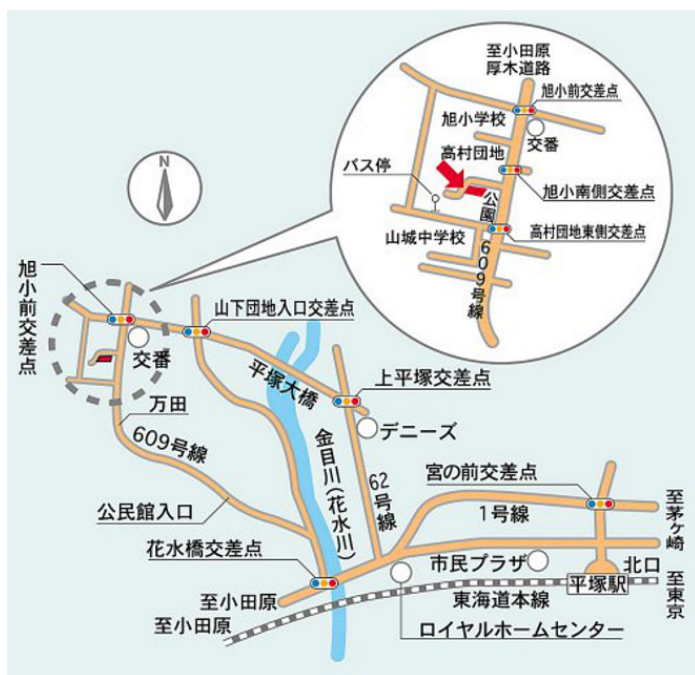 至小田原
厚木道路
旭小前交差点
旭小学校
交番
高村団地
バス停
旭小南側交差点
公園
山城中学校
高村団地東側交差点
609号線
N
旭小前交差点
山下団地入口交差点
交番
平塚大橋
上平塚交差点
万田
デニーズ
609号線
金目川(花水川)
62号線
宮の前交差点
至茅ヶ崎
1号線
公民館入口
花水橋交差点
市民プラザ
北口
平塚駅
至東京
至小田原
東海道本線
至小田原
ロイヤルホームセンター